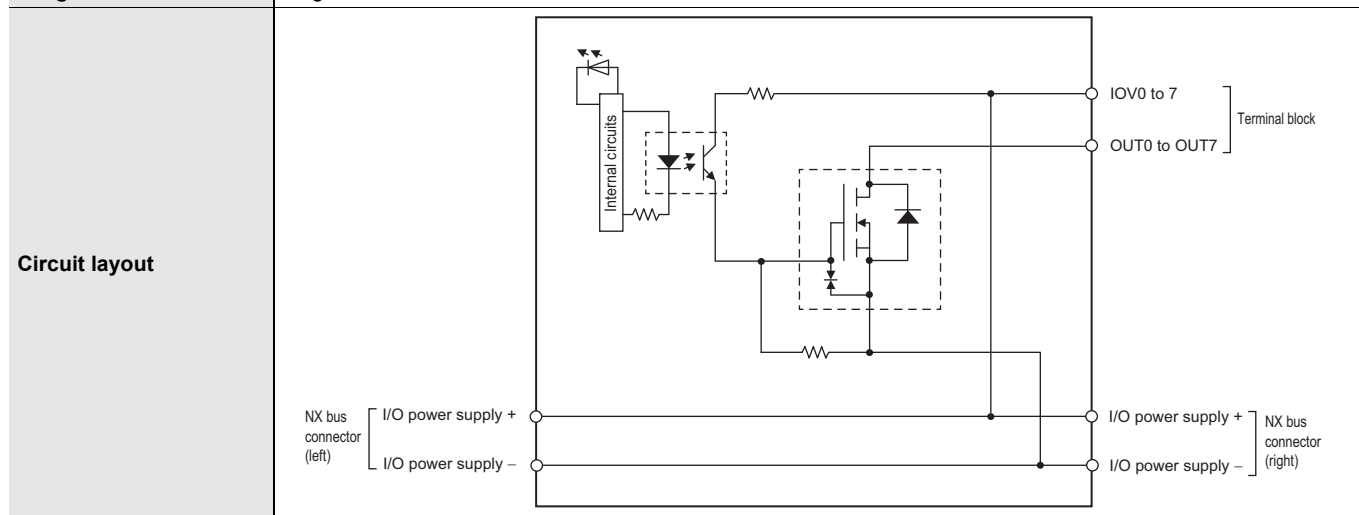 Circuit layout
Internal circuits
IOV0 to 7
OUT0 to OUT7
Terminal block
NX bus
connector
(left)
I/O power supply +
I/O power supply −
I/O power supply +
I/O power supply −
NX bus
connector
(right)